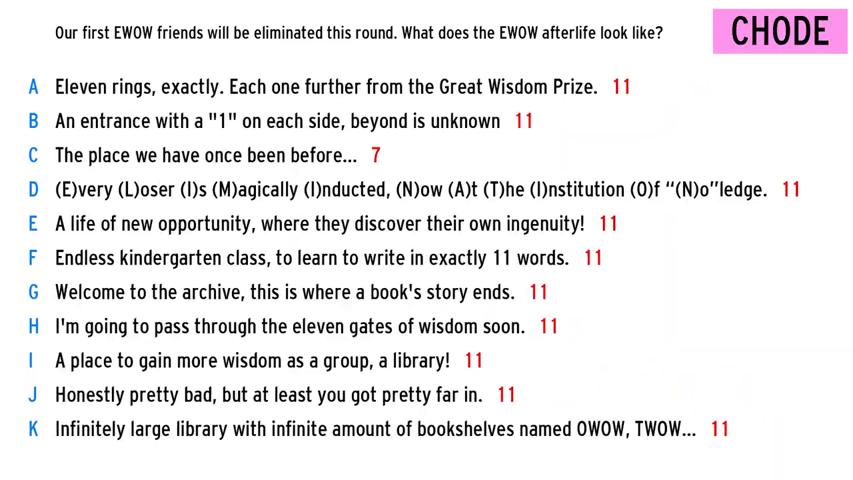 Our first EWOW friends will be eliminated this round. What does the EWOW afterlife look like?
CHODE
A Eleven rings, exactly. Each one further from the Great Wisdom Prize. 11
B An entrance with a "1" on each side, beyond is unknown 11
C The place we have once been before... 7
D (E)very (L)oser (I)s (M)agically (I)nducted, (N)ow (A)t (T)he (I)nstitution (O)f “(N)o”ledge. 11
E A life of new opportunity, where they discover their own ingenuity! 11
F Endless kindergarten class, to learn to write in exactly 11 words. 11
G Welcome to the archive, this is where a book's story ends. 11
H I'm going to pass through the eleven gates of wisdom soon. 11
I A place to gain more wisdom as a group, a library! 11
J Honestly pretty bad, but at least you got pretty far in. 11
K Infinitely large library with infinite amount of bookshelves named OWOW, TWOW... 11